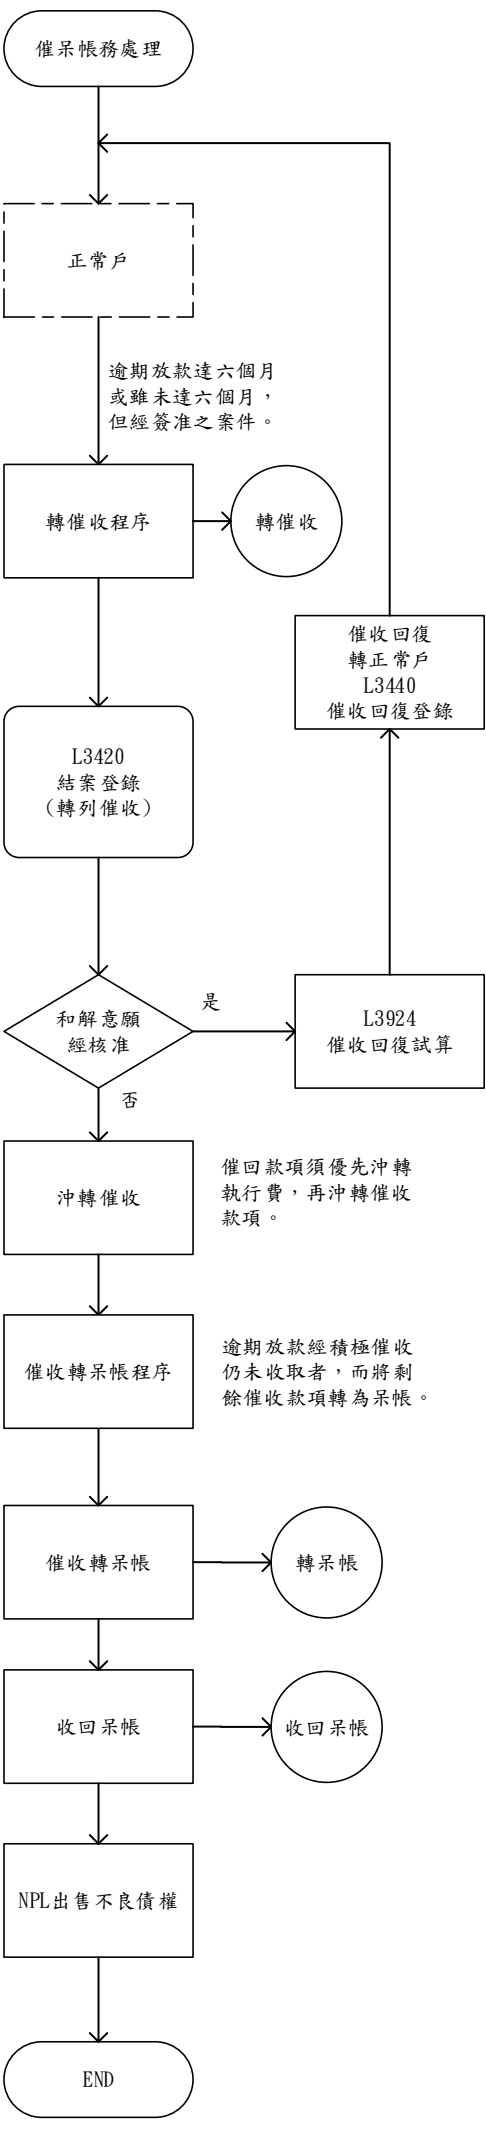 催呆帳務處理
正常戶
逾期放款達六個月
或雖未達六個月，
但經簽准之案件。
轉催收程序
轉催收
催收回復
轉正常戶
L3440
催收回復登錄
L3420
結案登錄
（轉列催收）
和解意願
經核准
是
L3924
催收回復試算
否
沖轉催收
催回款項須優先沖轉
執行費，再沖轉催收
款項。
催收轉呆帳程序
逾期放款經積極催收
仍未收取者，而將剩
餘催收款項轉為呆帳。
催收轉呆帳
轉呆帳
收回呆帳
收回呆帳
NPL出售不良債權
END